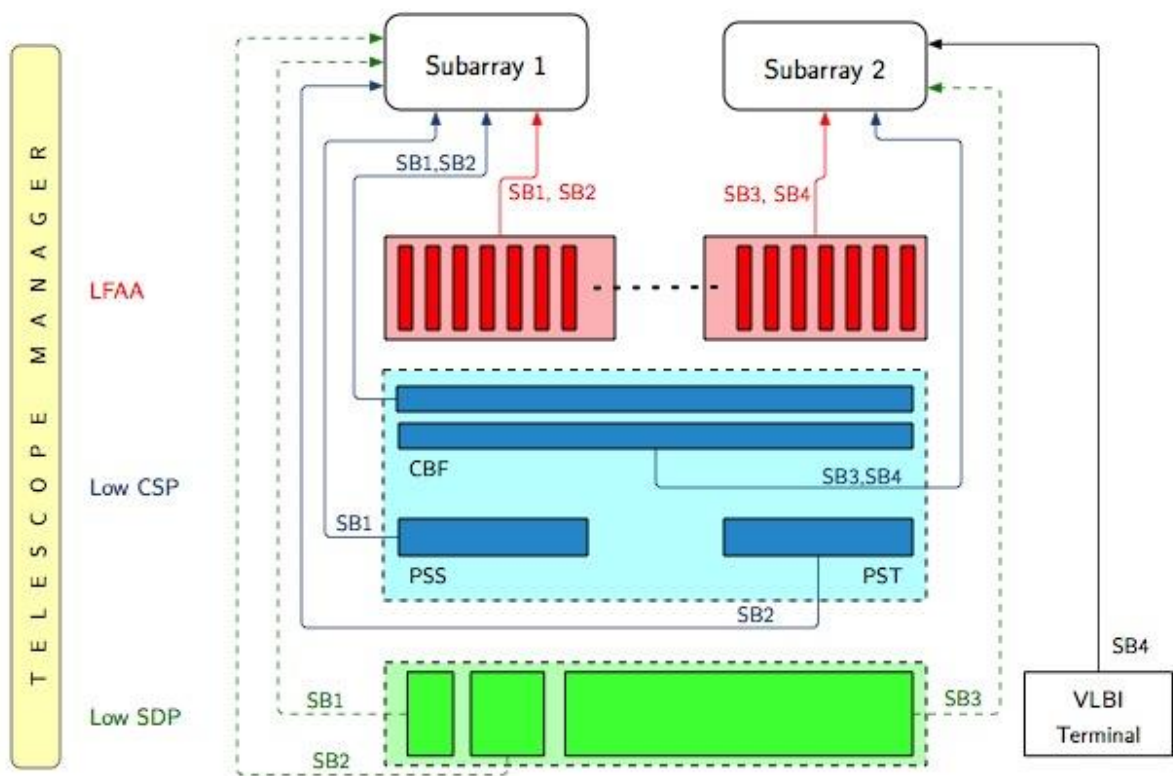 TELESCOPE MANAGER
Subarray 1
Subarray 2
SB1,SB2
SB1, SB2
SB3, SB4
LFAA
CBF
SB3,SB4
Low CSP
SB1
PSS
PST
SB2
SB4
SB1
SB3
VLBI
Terminal
Low SDP
SB2